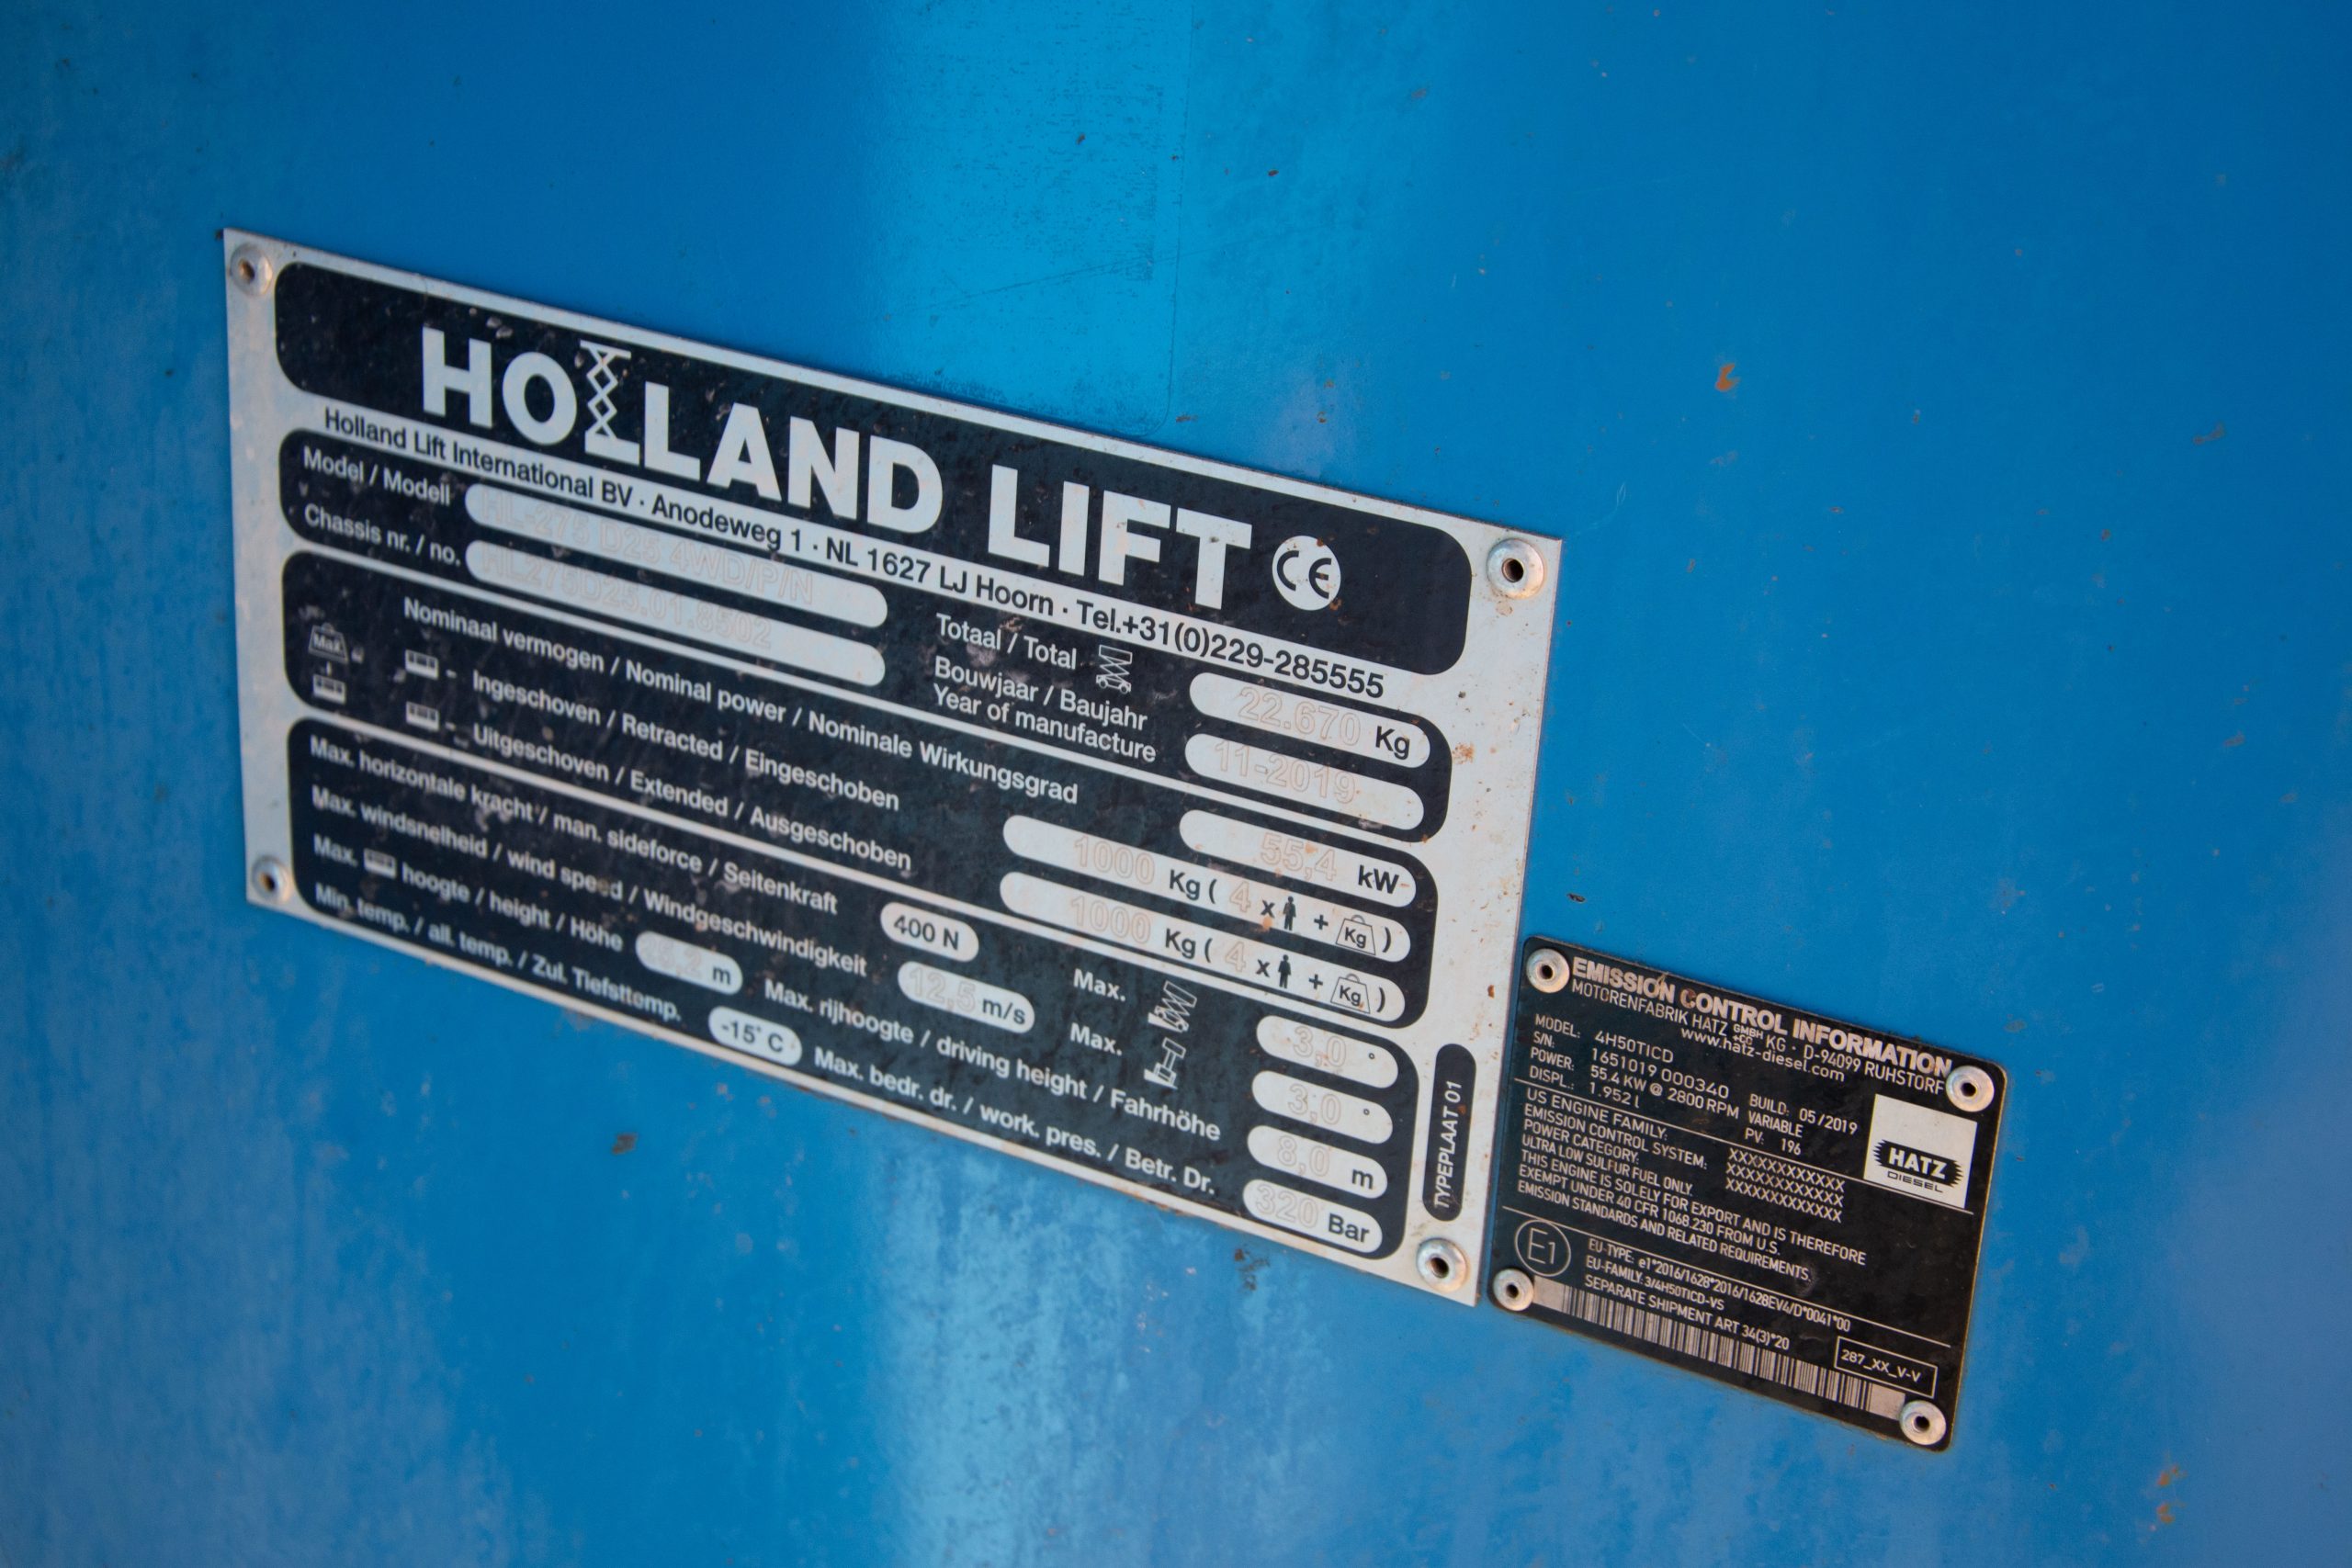 HOLLAND LIFT CE
Holland Lift International BV · Anodeweg 1 · NL 1627 LJ Hoorn · Tel.+31(0)229-285555
Model / Modell HL-275 D25 4WD/P/N
Chassis nr. / no. HL275D25.01.8502
Totaal / Total 22.670 Kg
Bouwjaar / Baujahr
Year of manufacture 11-2019
Nominaal vermogen / Nominal power / Nominale Wirkungsgrad 55,4 kW
Max.
Ingeschoven / Retracted / Eingeschoben 1000 Kg ( 4 x + Kg )
Uitgeschoven / Extended / Ausgeschoben 1000 Kg ( 4 x + Kg )
Max. horizontale kracht / man. sideforce / Seitenkraft 400 N Max. 3,0 °
Max. windsnelheid / wind speed / Windgeschwindigkeit 12,5 m/s Max. 3,0 °
Max. hoogte / height / Höhe m Max. rijhoogte / driving height / Fahrhöhe 8,0 m
Min. temp. / all. temp. / Zul. Tiefsttemp. -15° C Max. bedr. dr. / work. pres. / Betr. Dr. 320 Bar
TYPEPLAAT 01
EMISSION CONTROL INFORMATION
MOTORENFABRIK HATZ GMBH +CO KG · D-94099 RUHSTORF
www.hatz-diesel.com
MODEL: 4H50TICD
S/N: 1651019 000340 BUILD: 05/2019
POWER: 55.4 KW @ 2800 RPM VARIABLE
DISPL.: 1.952 l PV: 196
HATZ
DIESEL
US ENGINE FAMILY: XXXXXXXXXXXX
EMISSION CONTROL SYSTEM: XXXXXXXXXXXX
POWER CATEGORY: XXXXXXXXXXXX
ULTRA LOW SULFUR FUEL ONLY.
THIS ENGINE IS SOLELY FOR EXPORT AND IS THEREFORE
EXEMPT UNDER 40 CFR 1068.230 FROM U.S.
EMISSION STANDARDS AND RELATED REQUIREMENTS.
E1
EU-TYPE: e1*2016/1628*2016/1628EV4/D*0041*00
EU-FAMILY: 3/4H50TICD-VS
SEPARATE SHIPMENT ART 34(3)*20
287_XX_V-V